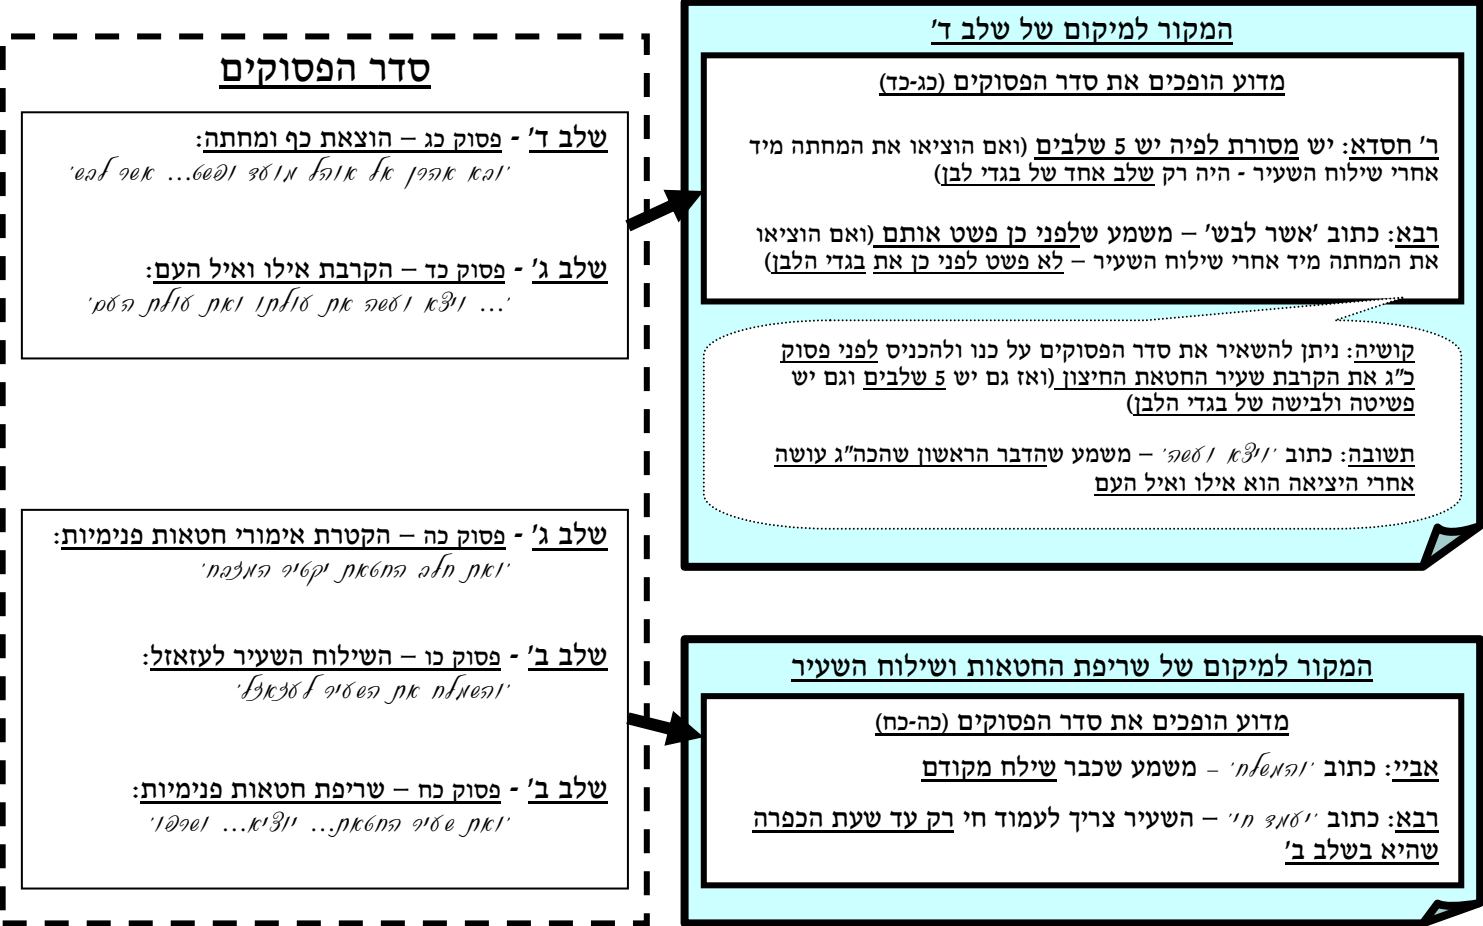 המקור למיקום של שלב ד'
מדוע הופכים את סדר הפסוקים (כג-כד)
ר' חסדא: יש מסורת לפיה יש 5 שלבים (ואם הוציאו את המחתה מיד
אחרי שילוח השעיר - היה רק שלב אחד של בגדי לבן)
רבא: כתוב 'אשר לבש' – משמע שלפני כן פשט אותם (ואם הוציאו
את המחתה מיד אחרי שילוח השעיר – לא פשט לפני כן את בגדי הלבן)
קושיה: ניתן להשאיר את סדר הפסוקים על כנו ולהכניס לפני פסוק
כ"ג את הקרבת שעיר החטאת החיצון (ואז גם יש 5 שלבים וגם יש
פשיטה ולבישה של בגדי הלבן)
תשובה: כתוב 'ויצא ועשה' – משמע שהדבר הראשון שהכה"ג עושה
אחרי היציאה הוא אילו ואיל העם
סדר הפסוקים
שלב ד' - פסוק כג – הוצאת כף ומחתה:
'ובא אהרן אל אוהל מועד ופשט... אשר לבש'
שלב ג' - פסוק כד – הקרבת אילו ואיל העם:
'... ויצא ועשה את עולתו ואת עולת העם'
שלב ג' - פסוק כה – הקטרת אימורי חטאות פנימיות:
'ואת חלב החטאת יקטיר המזבח'
שלב ב' - פסוק כו – השילוח השעיר לעזאזל:
'והשמלח את השעיר לעזאזל'
שלב ב' - פסוק כח – שריפת חטאות פנימיות:
'ואת שעיר החטאת... יוציא... ושרפו'
המקור למיקום של שריפת החטאות ושילוח השעיר
מדוע הופכים את סדר הפסוקים (כה-כח)
אביי: כתוב 'והמשלח' – משמע שכבר שילח מקודם
רבא: כתוב 'יעמד חי' – השעיר צריך לעמוד חי רק עד שעת הכפרה
שהיא בשלב ב'